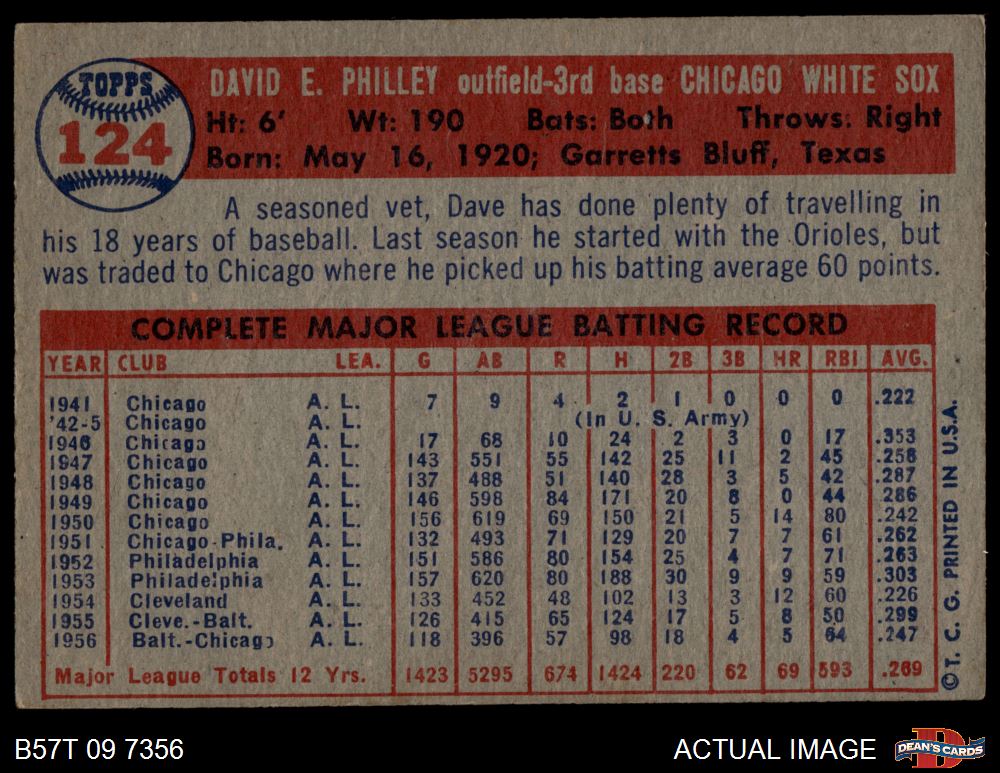 TOPPS
124
DAVID E. PHILLEY outfield-3rd base CHICAGO WHITE SOX
Ht: 6' Wt: 190 Bats: Both Throws: Right
Born: May 16, 1920; Garretts Bluff, Texas
A seasoned vet, Dave has done plenty of travelling in
his 18 years of baseball. Last season he started with the Orioles, but
was traded to Chicago where he picked up his batting average 60 points.
COMPLETE MAJOR LEAGUE BATTING RECORD
YEAR CLUB LEA. G AB R H 2B 3B HR RBI AVG.
1941 Chicago A. L. 7 9 4 2 1 0 0 0 .222
'42-5 Chicago A. L. (In U. S. Army)
1946 Chicago A. L. 17 68 10 24 2 3 0 17 .353
1947 Chicago A. L. 143 551 55 142 25 11 2 45 .258
1948 Chicago A. L. 137 488 51 140 28 3 5 42 .287
1949 Chicago A. L. 146 598 84 171 20 8 0 44 .286
1950 Chicago A. L. 156 619 69 150 21 5 14 80 .242
1951 Chicago-Phila. A. L. 132 493 71 129 20 7 7 61 .262
1952 Philadelphia A. L. 151 586 80 154 25 4 7 71 .263
1953 Philadelphia A. L. 157 620 80 188 30 9 9 59 .303
1954 Cleveland A. L. 133 452 48 102 13 3 12 60 .226
1955 Cleve.-Balt. A. L. 126 415 65 124 17 5 8 50 .299
1956 Balt.-Chicago A. L. 118 396 57 98 18 4 5 64 .247
Major League Totals 12 Yrs. 1423 5295 674 1424 220 62 69 593 .269
©T. C. G. PRINTED IN U.S.A.
B57T 09 7356
ACTUAL IMAGE
D
DEAN'S CARDS